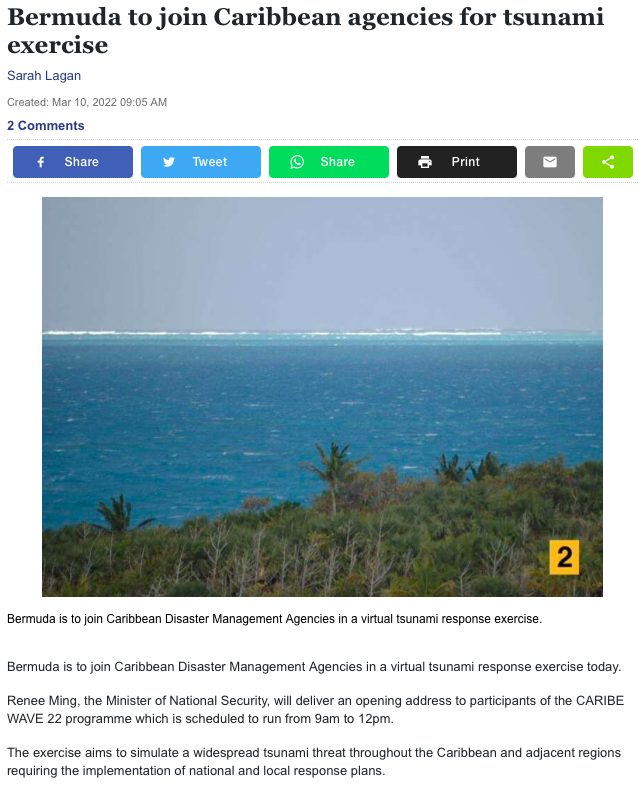 Bermuda to join Caribbean agencies for tsunami
exercise
Sarah Lagan
Created: Mar 10, 2022 09:05 AM
2 Comments
Share
Tweet
Share
Print
2
Bermuda is to join Caribbean Disaster Management Agencies in a virtual tsunami response exercise.
Bermuda is to join Caribbean Disaster Management Agencies in a virtual tsunami response exercise today.
Renee Ming, the Minister of National Security, will deliver an opening address to participants of the CARIBE
WAVE 22 programme which is scheduled to run from 9am to 12pm.
The exercise aims to simulate a widespread tsunami threat throughout the Caribbean and adjacent regions
requiring the implementation of national and local response plans.